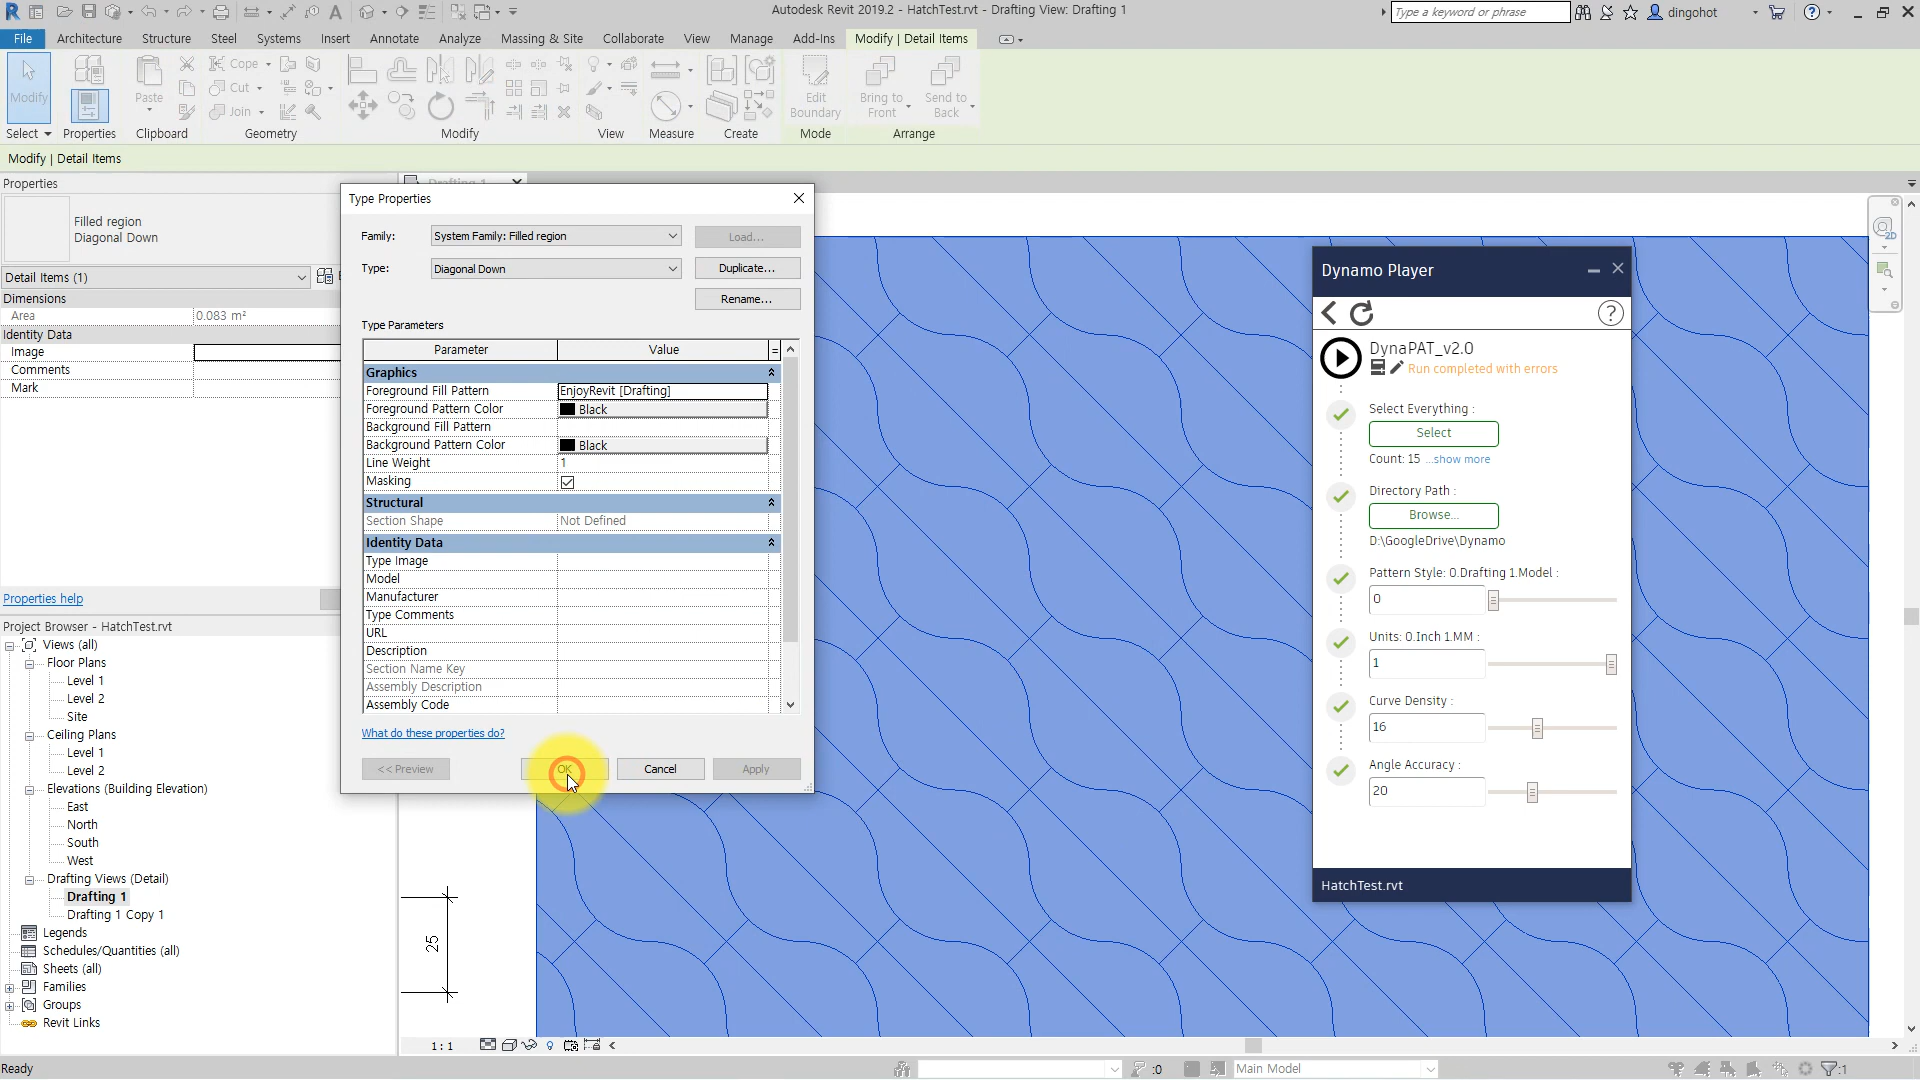 Autodesk Revit 2019.2 - HatchTest.rvt - Drafting View: Drafting 1
Type a keyword or phrase
dingohot
File Architecture Structure Steel Systems Insert Annotate Analyze Massing & Site Collaborate View Manage Add-Ins Modify | Detail Items
Modify
Paste
Cope
Cut
Join
Edit Boundary
Bring to Front
Send to Back
Select Properties Clipboard Geometry Modify View Measure Create Mode Arrange
Modify | Detail Items
Properties
Filled region
Diagonal Down
Detail Items (1)
Dimensions
Area 0.083 m²
Identity Data
Image
Comments
Mark
Properties help
Project Browser - HatchTest.rvt
Views (all)
Floor Plans
Level 1
Level 2
Site
Ceiling Plans
Level 1
Level 2
Elevations (Building Elevation)
East
North
South
West
Drafting Views (Detail)
Drafting 1
Drafting 1 Copy 1
Legends
Schedules/Quantities (all)
Sheets (all)
Families
Groups
Revit Links
Ready
Drafting 1
Type Properties
Family: System Family: Filled region Load...
Type: Diagonal Down Duplicate...
Rename...
Type Parameters
Parameter Value =
Graphics
Foreground Fill Pattern EnjoyRevit [Drafting]
Foreground Pattern Color Black
Background Fill Pattern
Background Pattern Color Black
Line Weight 1
Masking
Structural
Section Shape Not Defined
Identity Data
Type Image
Model
Manufacturer
Type Comments
URL
Description
Section Name Key
Assembly Description
Assembly Code
What do these properties do?
<< Preview OK Cancel Apply
25
1 : 1
:0
Main Model
:1
2D
Dynamo Player
?
DynaPAT_v2.0
Run completed with errors
Select Everything :
Select
Count: 15 ...show more
Directory Path :
Browse...
D:\GoogleDrive\Dynamo
Pattern Style: 0.Drafting 1.Model :
0
Units: 0.Inch 1.MM :
1
Curve Density :
16
Angle Accuracy :
20
HatchTest.rvt